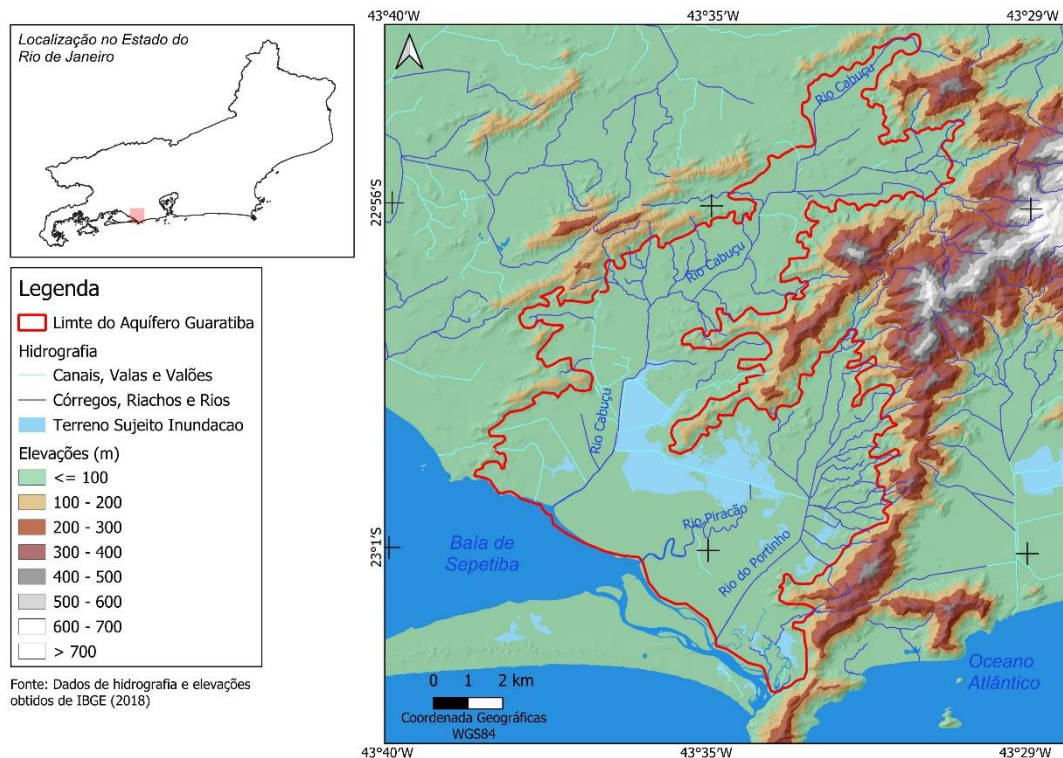 Localização no Estado do
Rio de Janeiro
Legenda
Limte do Aquífero Guaratiba
Hidrografia
Canais, Valas e Valões
Córregos, Riachos e Rios
Terreno Sujeito Inundacao
Elevações (m)
<= 100
100 - 200
200 - 300
300 - 400
400 - 500
500 - 600
600 - 700
> 700
Fonte: Dados de hidrografia e elevações
obtidos de IBGE (2018)
43°40'W
43°35'W
43°29'W
22°56'S
23°1'S
Rio Cabuçu
Rio Cabuçu
Rio Cabuçu
Rio Piracão
Rio do Portinho
Baía de
Sepetiba
Oceano
Atlântico
0 1 2 km
Coordenada Geográficas
WGS84
43°40'W
43°35'W
43°29'W